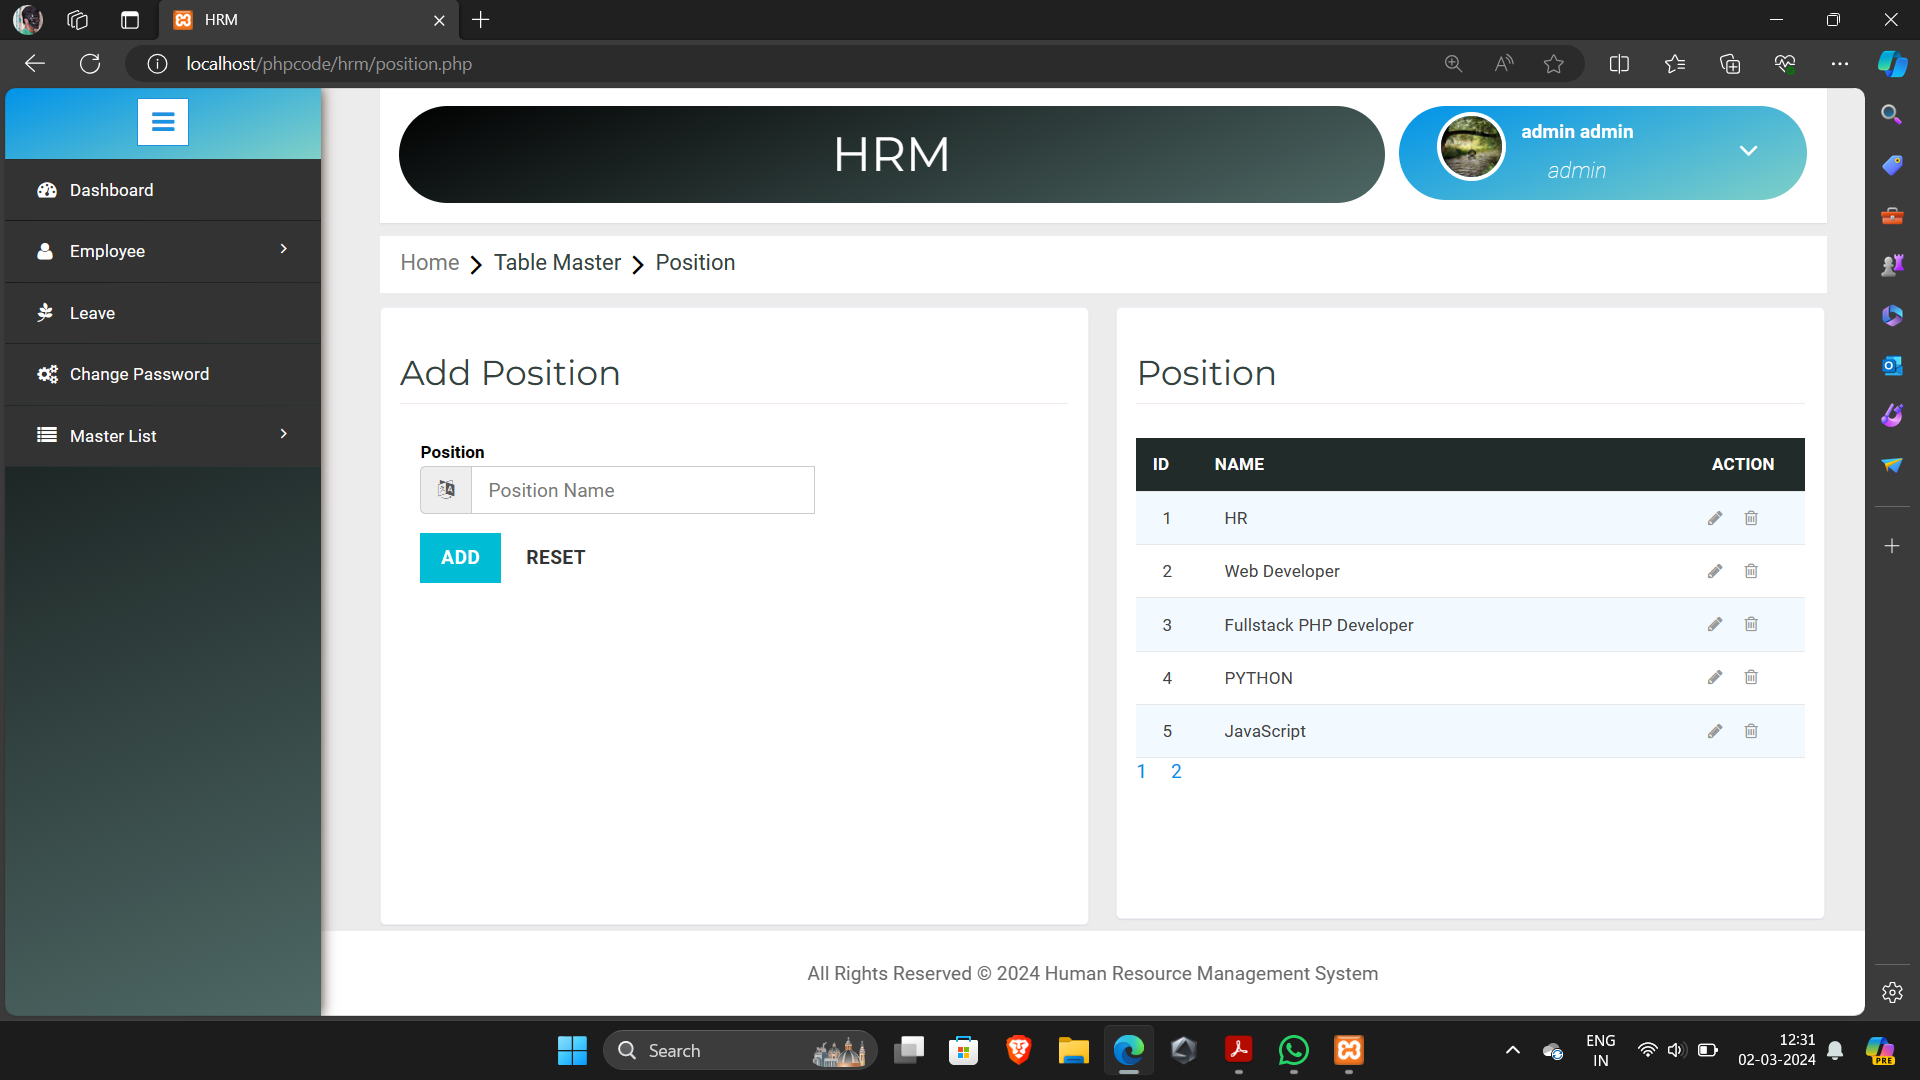 HRM
localhost/phpcode/hrm/position.php
HRM
admin admin
admin
Dashboard
Employee
Leave
Change Password
Master List
Home > Table Master > Position
Add Position
Position
Position Name
ADD RESET
Position
ID NAME ACTION
1 HR
2 Web Developer
3 Fullstack PHP Developer
4 PYTHON
5 JavaScript
1 2
All Rights Reserved © 2024 Human Resource Management System
Search
ENG
IN
12:31
02-03-2024
PRE